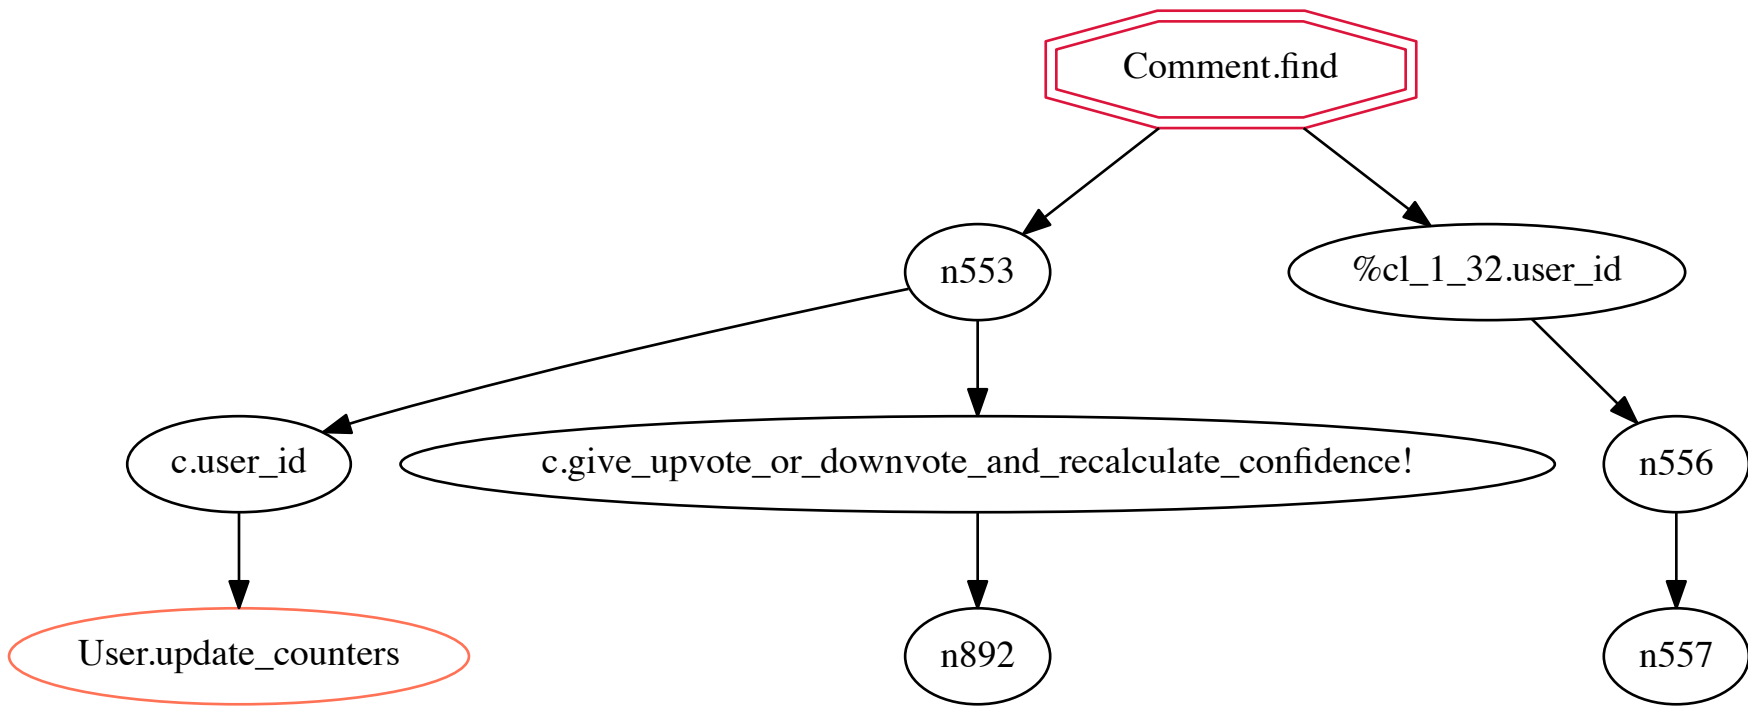 Comment.find
n553
%cl_1_32.user_id
c.user_id
c.give_upvote_or_downvote_and_recalculate_confidence!
n556
User.update_counters
n892
n557